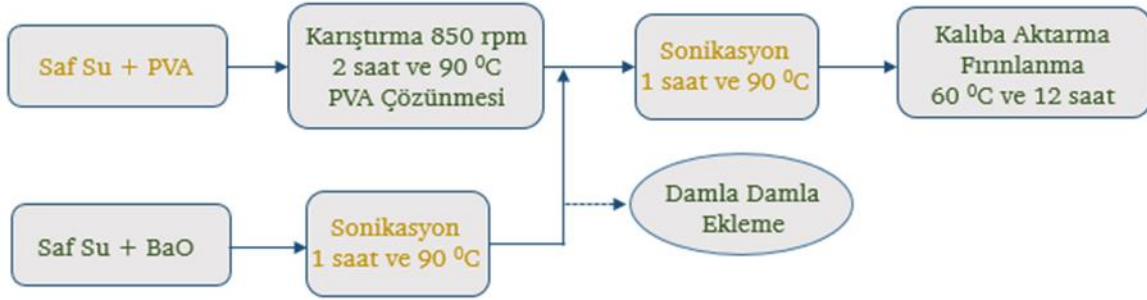 Saf Su + PVA
Karıştırma 850 rpm
2 saat ve 90 ⁰C
PVA Çözünmesi
Sonikasyon
1 saat ve 90 ⁰C
Kalıba Aktarma
Fırınlanma
60 ⁰C ve 12 saat
Saf Su + BaO
Sonikasyon
1 saat ve 90 ⁰C
Damla Damla
Ekleme